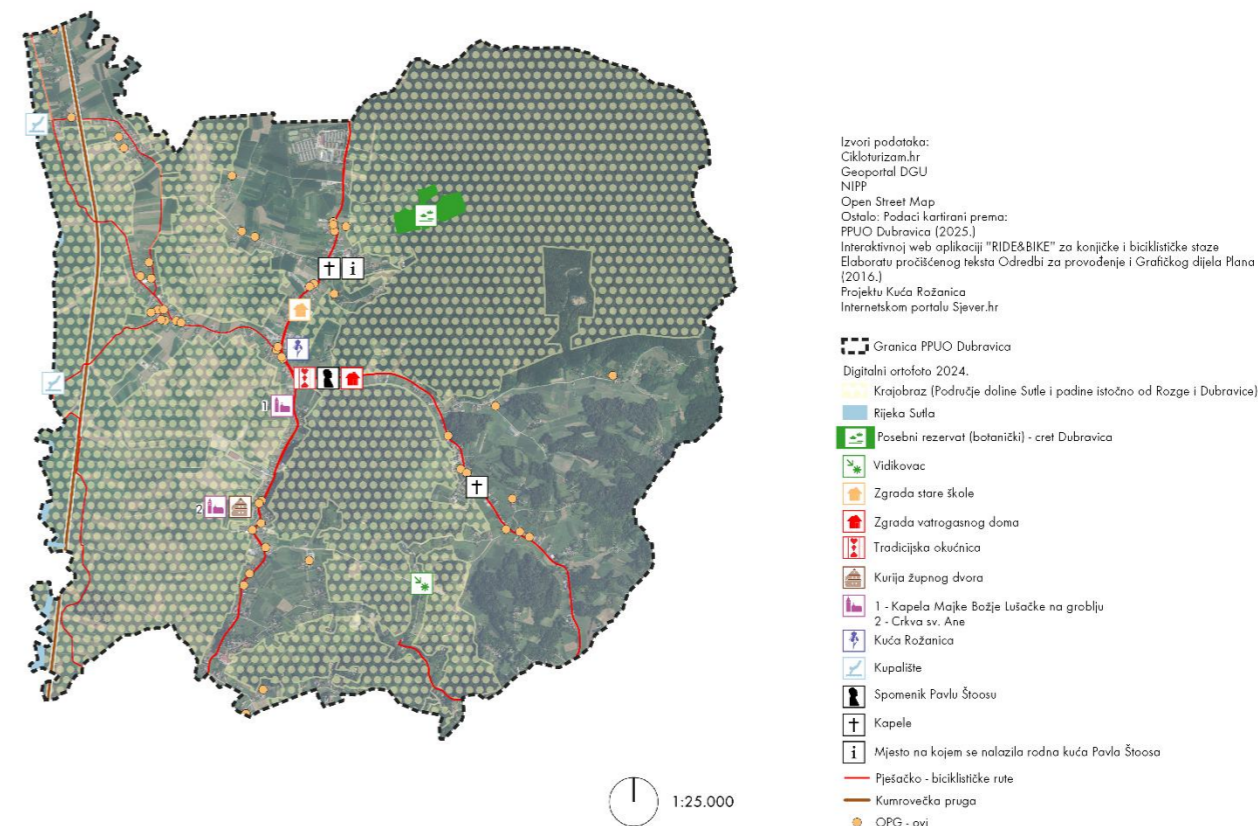 1
2
Izvori podataka:
Cikloturizam.hr
Geoportal DGU
NIPP
Open Street Map
Ostalo: Podaci kartirani prema:
PPUO Dubravica (2025.)
Interaktivnoj web aplikaciji "RIDE&BIKE" za konjičke i biciklističke staze
Elaboratu pročišćenog teksta Odredbi za provođenje i Grafičkog dijela Plana
(2016.)
Projektu Kuća Rožanica
Internetskom portalu Sjever.hr
Granica PPUO Dubravica
Digitalni ortofoto 2024.
Krajobraz (Područje doline Sutle i padine istočno od Rozge i Dubravice)
Rijeka Sutla
Posebni rezervat (botanički) - cret Dubravica
Vidikovac
Zgrada stare škole
Zgrada vatrogasnog doma
Tradicijska okućnica
Kurija župnog dvora
1 - Kapela Majke Božje Lušačke na groblju
2 - Crkva sv. Ane
Kuća Rožanica
Kupalište
Spomenik Pavlu Štoosu
Kapele
i Mjesto na kojem se nalazila rodna kuća Pavla Štoosa
Pješačko - biciklističke rute
Kumrovečka pruga
OPG - ovi
1:25.000